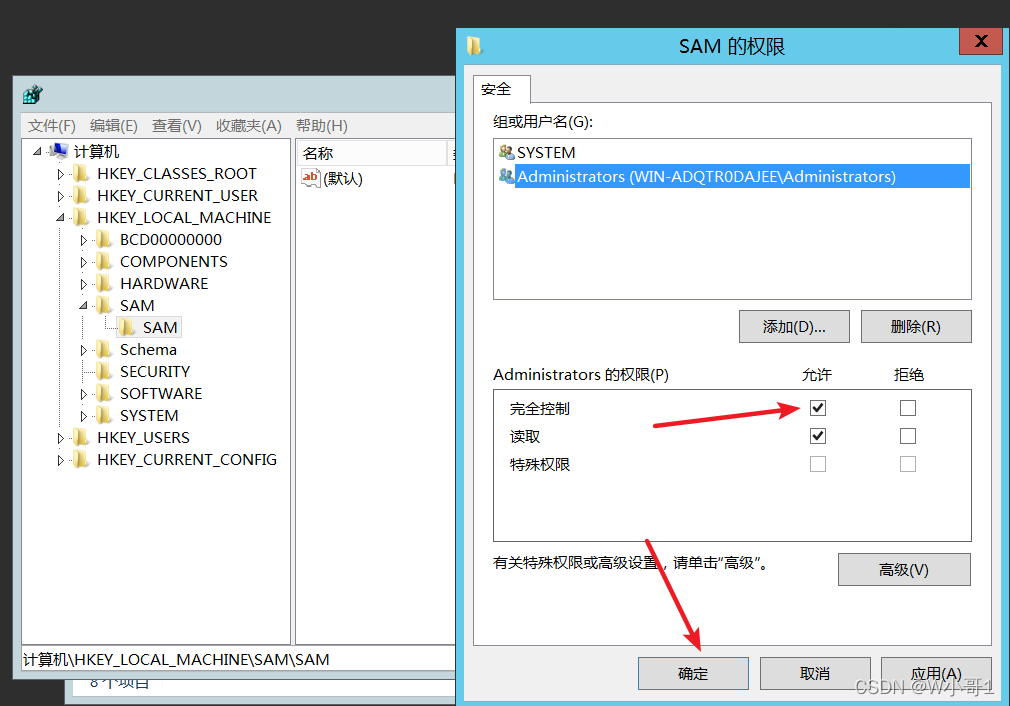 SAM 的权限
安全
组或用户名(G):
SYSTEM
Administrators (WIN-ADQTR0DAJEE\Administrators)
添加(D)...
删除(R)
Administrators 的权限(P)
允许
拒绝
完全控制
读取
特殊权限
有关特殊权限或高级设置，请单击“高级”。
高级(V)
确定
取消
应用(A)
文件(F)
编辑(E)
查看(V)
收藏夹(A)
帮助(H)
计算机
HKEY_CLASSES_ROOT
HKEY_CURRENT_USER
HKEY_LOCAL_MACHINE
BCD00000000
COMPONENTS
HARDWARE
SAM
SAM
Schema
SECURITY
SOFTWARE
SYSTEM
HKEY_USERS
HKEY_CURRENT_CONFIG
名称
ab
(默认)
计算机\HKEY_LOCAL_MACHINE\SAM\SAM
8 个项目
CSDN @W小哥1